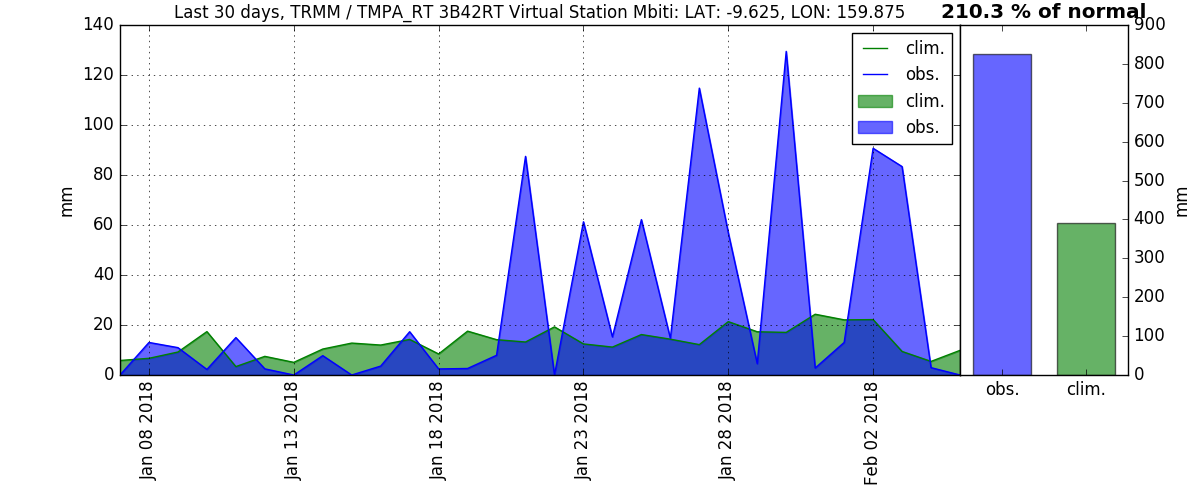 Last 30 days, TRMM / TMPA_RT 3B42RT Virtual Station Mbiti: LAT: -9.625, LON: 159.875
210.3 % of normal
140
120
100
80
60
40
20
0
mm
clim.
obs.
clim.
obs.
Jan 08 2018
Jan 13 2018
Jan 18 2018
Jan 23 2018
Jan 28 2018
Feb 02 2018
900
800
700
600
500
400
300
200
100
0
mm
obs.
clim.